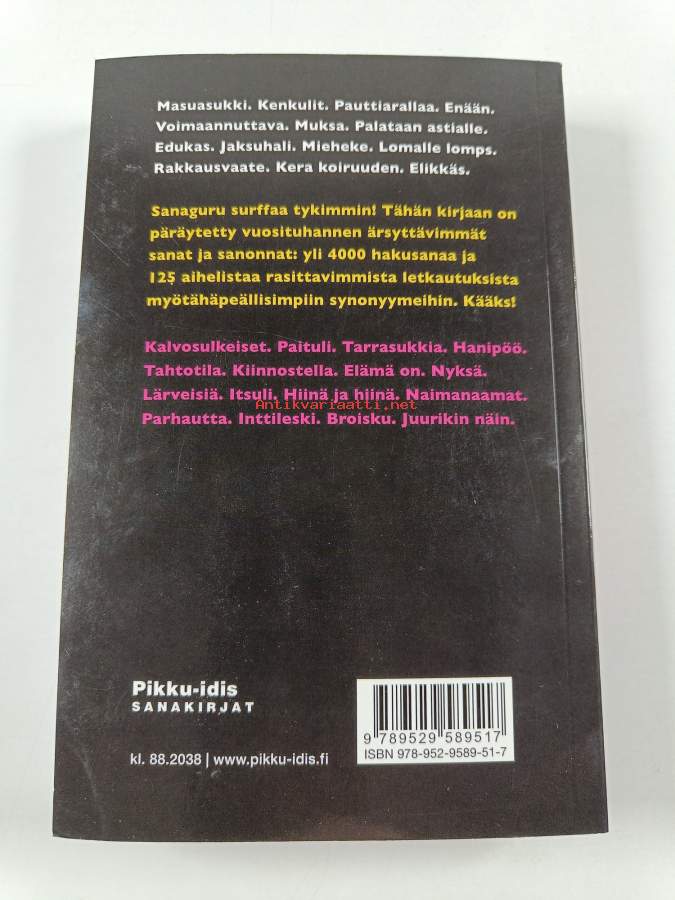 Masuasukki. Kenkulit. Pauttiarallaa. Enään.
Voimaannuttava. Muksa. Palataan astialle.
Edukas. Jaksuhali. Mieheke. Lomalle lomps.
Rakkausvaate. Kera koiruuden. Elikkäs.
Sanaguru surffaa tykimmin! Tähän kirjaan on
päräytetty vuosituhannen ärsyttävimmät
sanat ja sanonnat: yli 4000 hakusanaa ja
125 aihelistaa rasittavimmista letkautuksista
myötähäpeällisimpiin synonyymeihin. Kääks!
Kalvosulkeiset. Paituli. Tarrasukkia. Hanipöö.
Tahtotila. Kiinnostella. Elämä on. Nyksä.
Lärveisiä. Itsuli. Hiinä ja hiinä. Naimanaamat.
Antikvariaatti.net
Parhautta. Inttileski. Broisku. Juurikin näin.
Pikku-idis
SANAKIRJAT
kl. 88.2038 | www.pikku-idis.fi
9 789529 589517
ISBN 978-952-9589-51-7